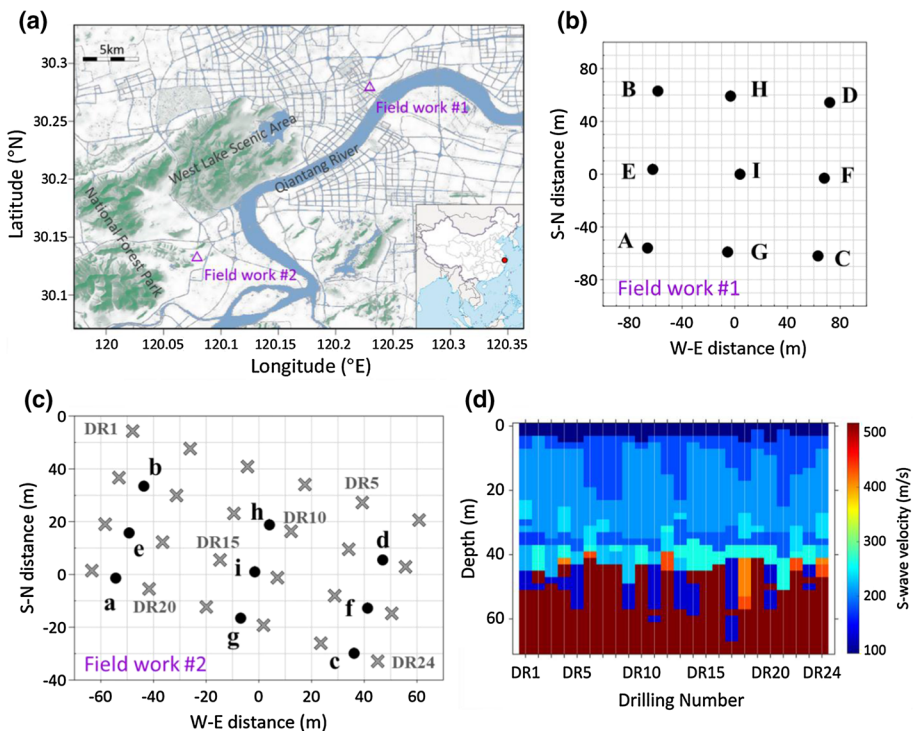 (a)
30.3
30.25
30.2
30.15
30.1
Latitude (°N)
5km
Field work #1
West Lake Scenic Area
Qiantang River
National Forest Park
Field work #2
120
120.05
120.1
120.15
120.2
120.25
120.3
120.35
Longitude (°E)
(b)
80
40
0
-40
-80
S-N distance (m)
B
H
D
E
I
F
A
G
C
Field work #1
-80
-40
0
40
80
W-E distance (m)
(c)
0
40
20
0
-20
-40
S-N distance (m)
DR1
b
DR5
h
DR10
e
DR15
d
i
a
DR20
f
g
c
DR24
Field work #2
-60
-40
-20
0
20
40
60
W-E distance (m)
(d)
0
20
40
60
Depth (m)
DR1
DR5
DR10
DR15
DR20
DR24
Drilling Number
500
400
300
200
100
S-wave velocity (m/s)